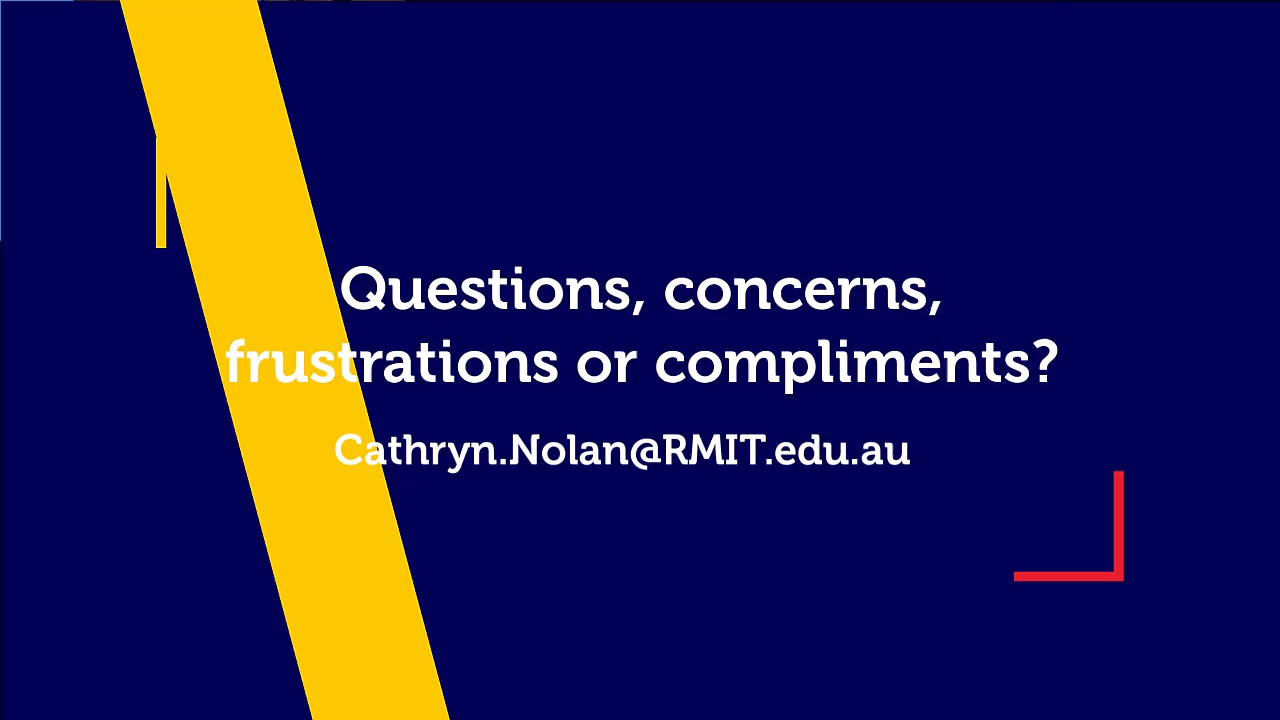 Questions, concerns,
frustrations or compliments?
Cathryn.Nolan@RMIT.edu.au